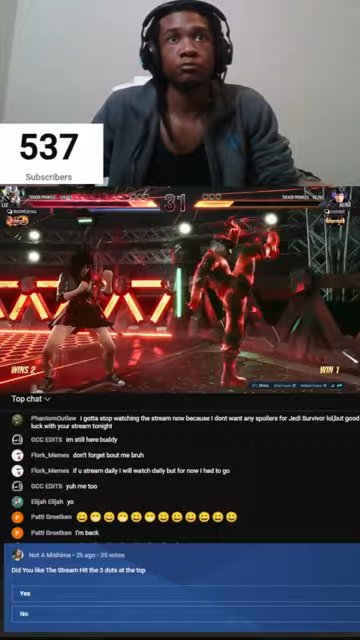 537
Subscribers
31
WINS 2
WIN 1
Top chat
PhantomOutlaw I gotta stop watching the stream now because I dont want any spoilers for Jedi Survivor lol,but good
luck with your stream tonight
GCC EDITS im still here buddy
Flork_Memes don't forget bout me bruh
Flork_Memes if u stream daily I will watch daily but for now I had to go
GCC EDITS yuh me too
Elijah Elijah yo
Patti Groetken
Patti Groetken I'm back
Not A Mishima • 2h ago • 35 votes
Did You like The Stream Hit the 3 dots at the top
Yes
No